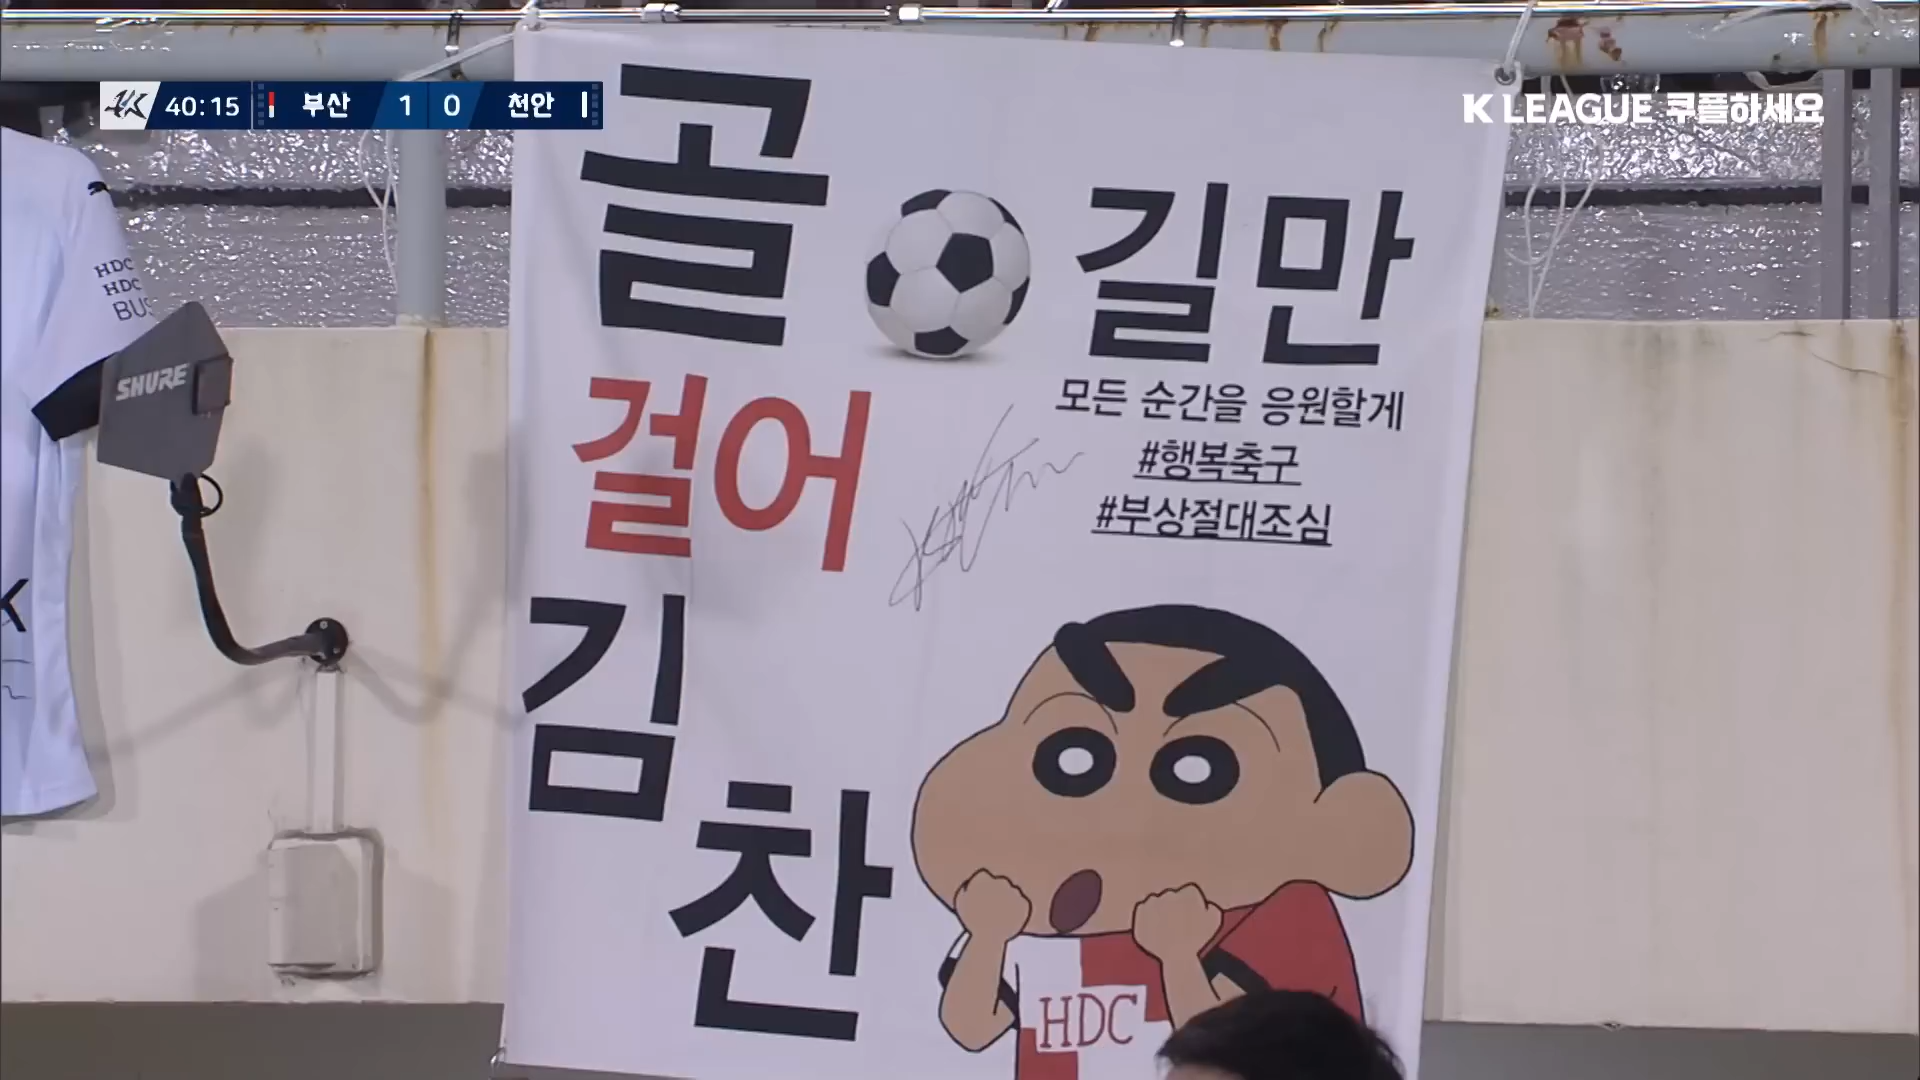 40:15 부산 1 0 천안
K LEAGUE 쿠플하세요
골 길만
걸어
모든 순간을 응원할게
#행복축구
#부상절대조심
김
찬
HDC
HDC
HDC
SHURE